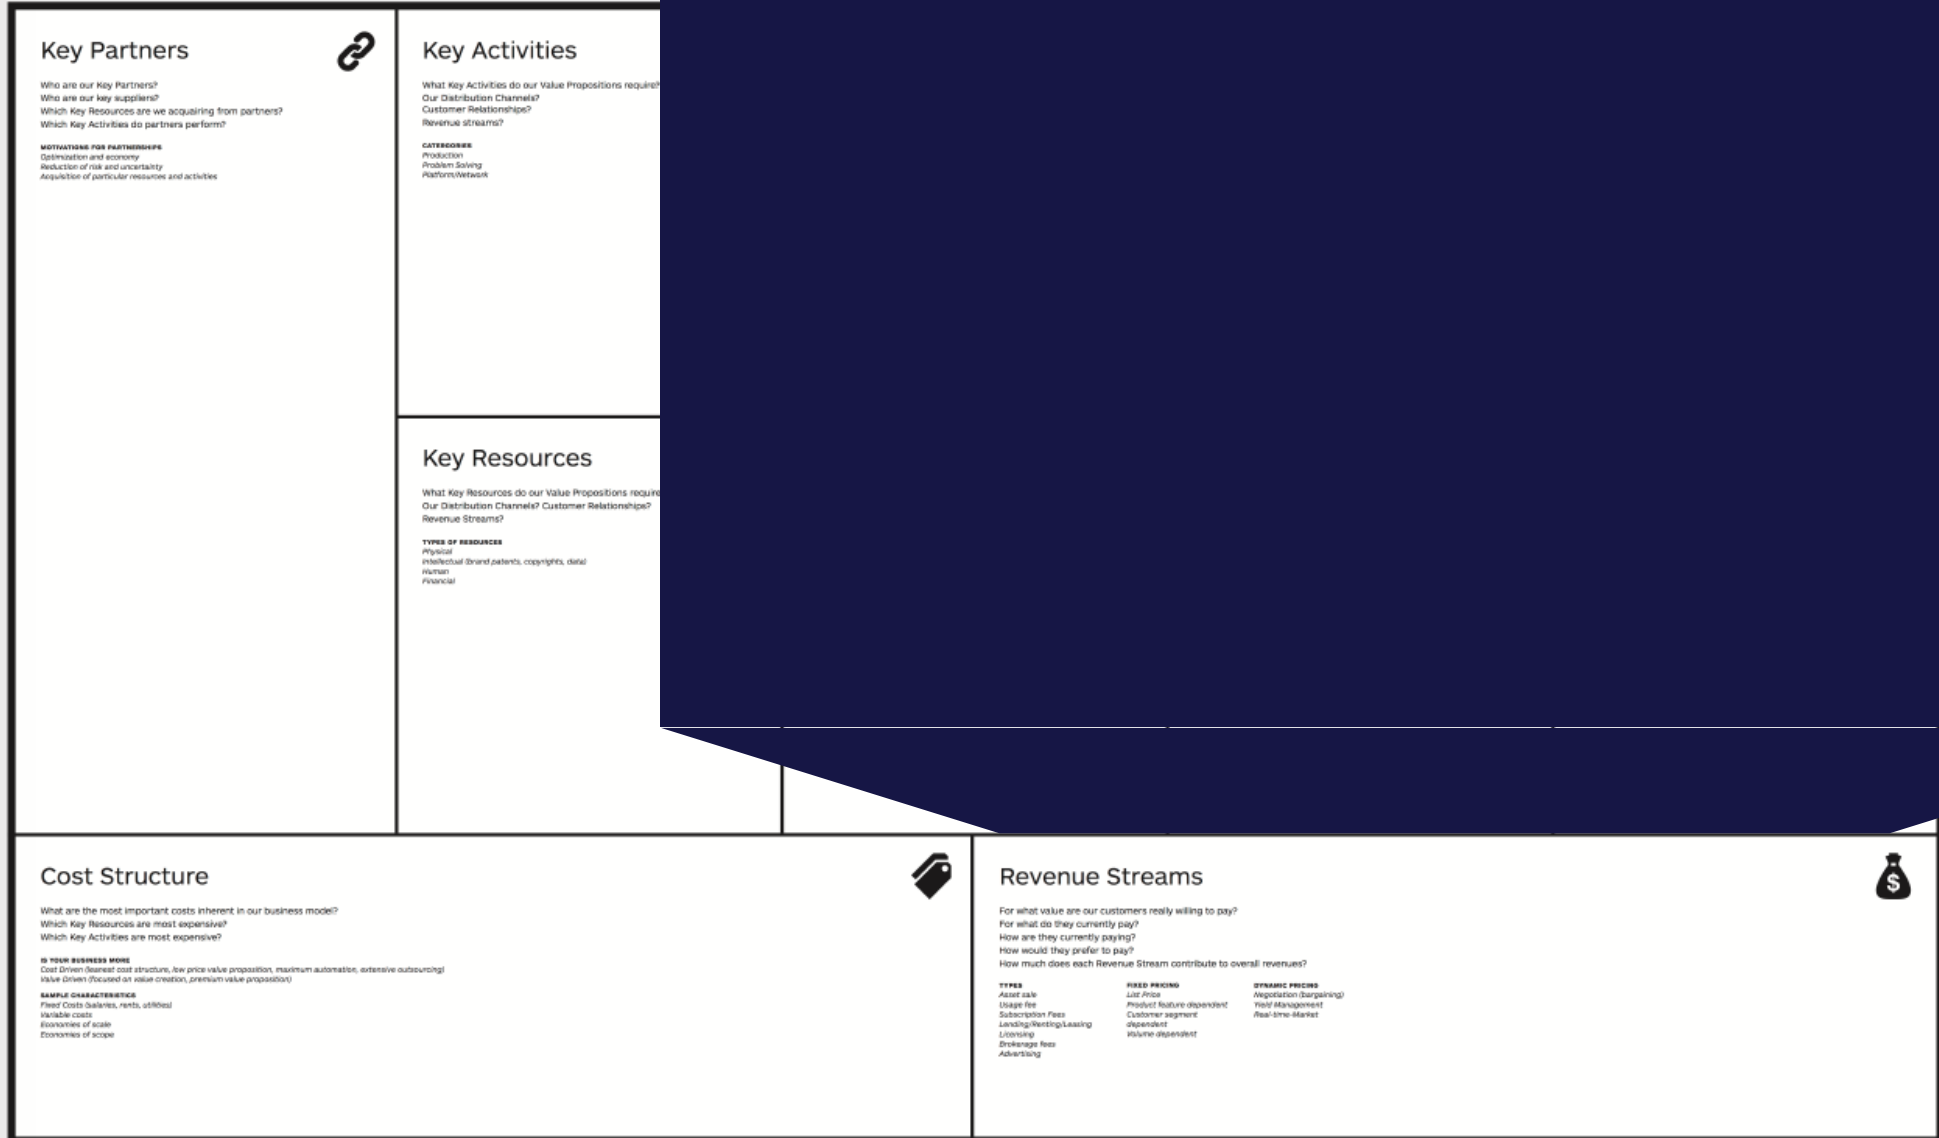 Key Partners
Who are our Key Partners?
Who are our key suppliers?
Which Key Resources are we acquairing from partners?
Which Key Activities do partners perform?
MOTIVATIONS FOR PARTNERSHIPS
Optimization and economy
Reduction of risk and uncertainty
Acquisition of particular resources and activities
Key Activities
What Key Activities do our Value Propositions require?
Our Distribution Channels?
Customer Relationships?
Revenue streams?
CATERGORIES
Production
Problem Solving
Platform/Network
Key Resources
What Key Resources do our Value Propositions require
Our Distribution Channels? Customer Relationships?
Revenue Streams?
TYPES OF RESOURCES
Physical
Intellectual (brand patents, copyrights, data)
Human
Financial
Cost Structure
What are the most important costs inherent in our business model?
Which Key Resources are most expensive?
Which Key Activities are most expensive?
IS YOUR BUSINESS MORE
Cost Driven (leanest cost structure, low price value proposition, maximum automation, extensive outsourcing)
Value Driven (focused on value creation, premium value proposition)
SAMPLE CHARACTERISTICS
Fixed Costs (salaries, rents, utilities)
Variable costs
Economies of scale
Economies of scope
Revenue Streams
For what value are our customers really willing to pay?
For what do they currently pay?
How are they currently paying?
How would they prefer to pay?
How much does each Revenue Stream contribute to overall revenues?
TYPES
Asset sale
Usage fee
Subscription Fees
Lending/Renting/Leasing
Licensing
Brokerage fees
Advertising
FIXED PRICING
List Price
Product feature dependent
Customer segment
dependent
Volume dependent
DYNAMIC PRICING
Negotiation (bargaining)
Yield Management
Real-time-Market
$